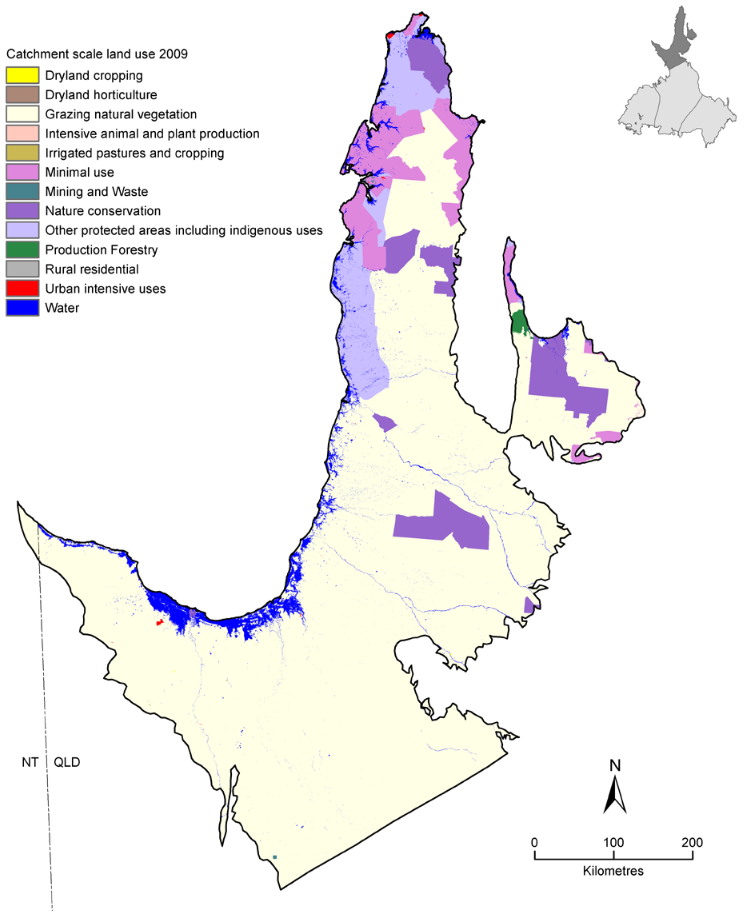 Catchment scale land use 2009
Dryland cropping
Dryland horticulture
Grazing natural vegetation
Intensive animal and plant production
Irrigated pastures and cropping
Minimal use
Mining and Waste
Nature conservation
Other protected areas including indigenous uses
Production Forestry
Rural residential
Urban intensive uses
Water
NT QLD
N
0 100 200
Kilometres